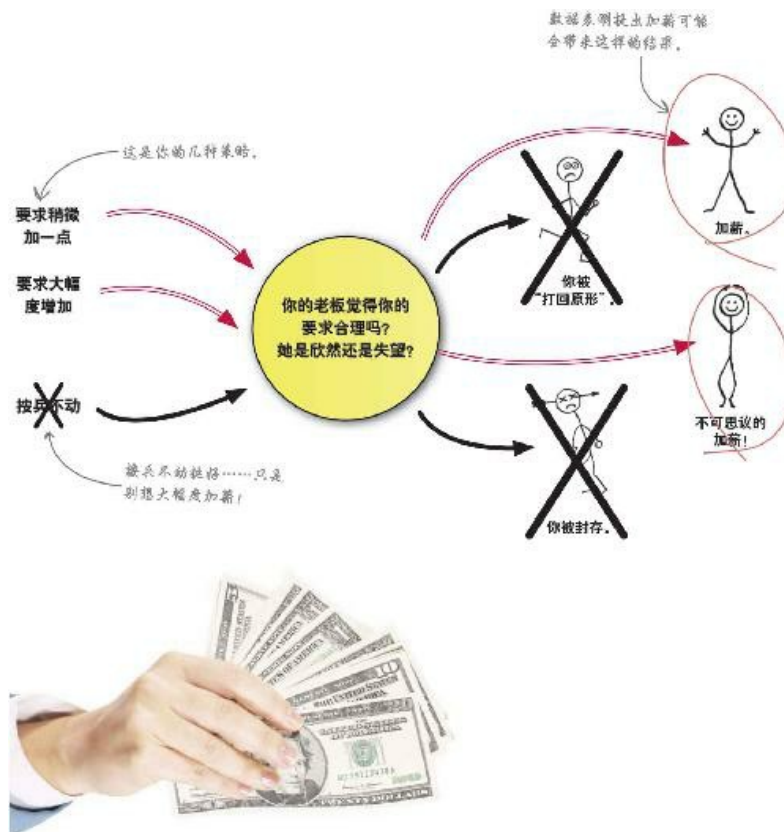 数据表明提出加薪可能
会带来这样的结果。
这是你的几种策略。
要求稍微
加一点
要求大幅
度增加
按兵不动
按兵不动挺好……只是
别想大幅度加薪!
你的老板觉得你的
要求合理吗?
她是欣然还是失望?
你被
“打回原形”。
加薪。
不可思议的
加薪!
你被封存。
10